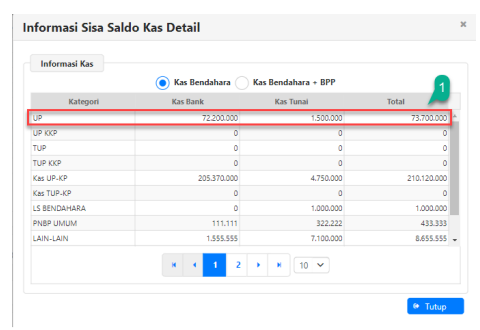 Informasi Sisa Saldo Kas Detail ×
Informasi Kas
Kas Bendahara Kas Bendahara + BPP
1
Kategori Kas Bank Kas Tunai Total
UP 72.200.000 1.500.000 73.700.000
UP KKP 0 0 0
TUP 0 0 0
TUP KKP 0 0 0
Kas UP-KP 205.370.000 4.750.000 210.120.000
Kas TUP-KP 0 0 0
LS BENDAHARA 0 1.000.000 1.000.000
PNBP UMUM 111.111 322.222 433.333
LAIN-LAIN 1.555.555 7.100.000 8.655.555
1 2 10
Tutup